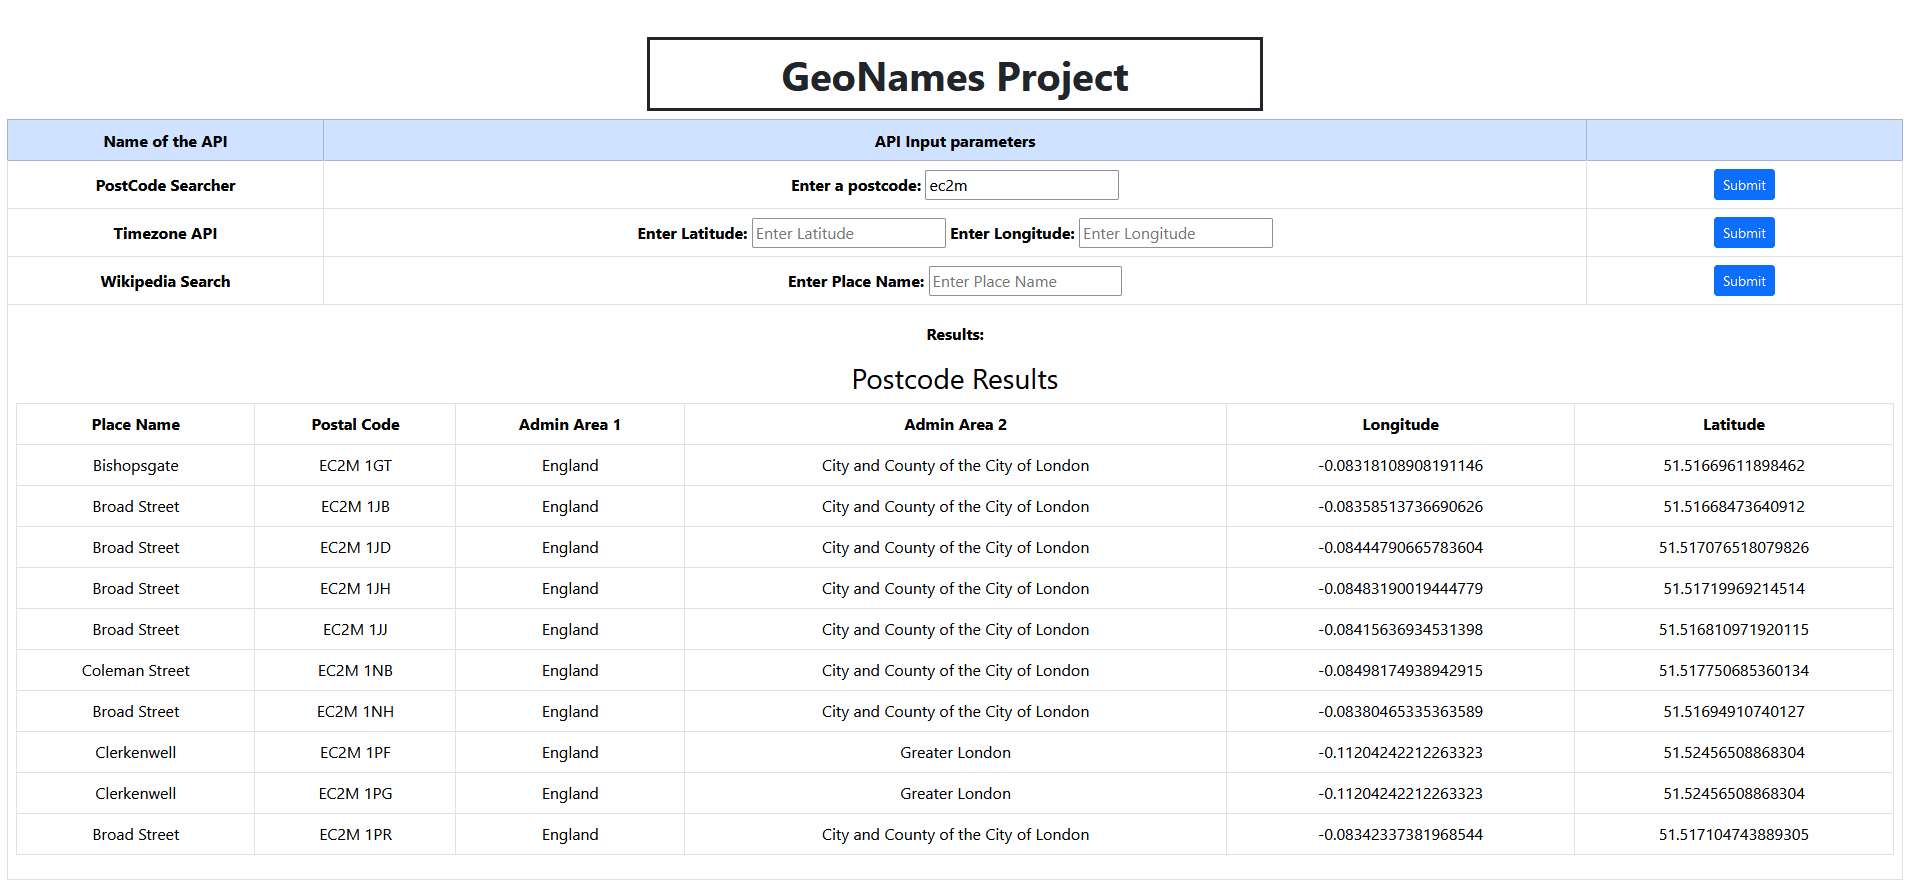 GeoNames Project
Name of the API API Input parameters
PostCode Searcher Enter a postcode: ec2m Submit
Timezone API Enter Latitude: Enter Latitude Enter Longitude: Enter Longitude Submit
Wikipedia Search Enter Place Name: Enter Place Name Submit
Results:
Postcode Results
Place Name Postal Code Admin Area 1 Admin Area 2 Longitude Latitude
Bishopsgate EC2M 1GT England City and County of the City of London -0.08318108908191146 51.51669611898462
Broad Street EC2M 1JB England City and County of the City of London -0.08358513736690626 51.51668473640912
Broad Street EC2M 1JD England City and County of the City of London -0.08444790665783604 51.517076518079826
Broad Street EC2M 1JH England City and County of the City of London -0.08483190019444779 51.51719969214514
Broad Street EC2M 1JJ England City and County of the City of London -0.08415636934531398 51.516810971920115
Coleman Street EC2M 1NB England City and County of the City of London -0.08498174938942915 51.517750685360134
Broad Street EC2M 1NH England City and County of the City of London -0.08380465335363589 51.51694910740127
Clerkenwell EC2M 1PF England Greater London -0.11204242212263323 51.52456508868304
Clerkenwell EC2M 1PG England Greater London -0.11204242212263323 51.52456508868304
Broad Street EC2M 1PR England City and County of the City of London -0.08342337381968544 51.517104743889305